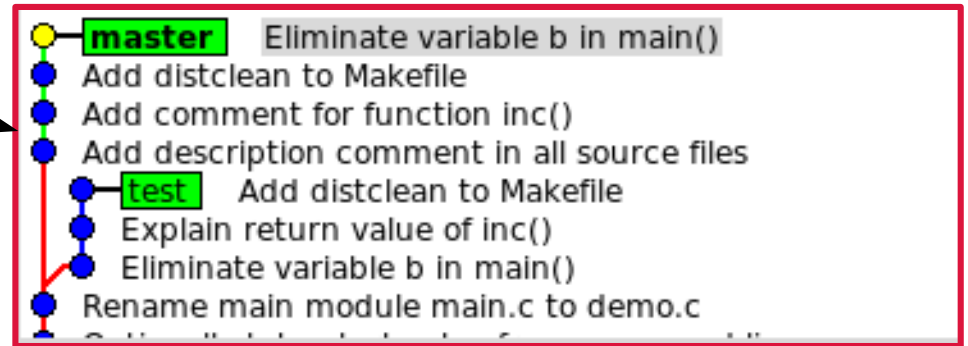 master Eliminate variable b in main()
Add distclean to Makefile
Add comment for function inc()
Add description comment in all source files
test Add distclean to Makefile
Explain return value of inc()
Eliminate variable b in main()
Rename main module main.c to demo.c